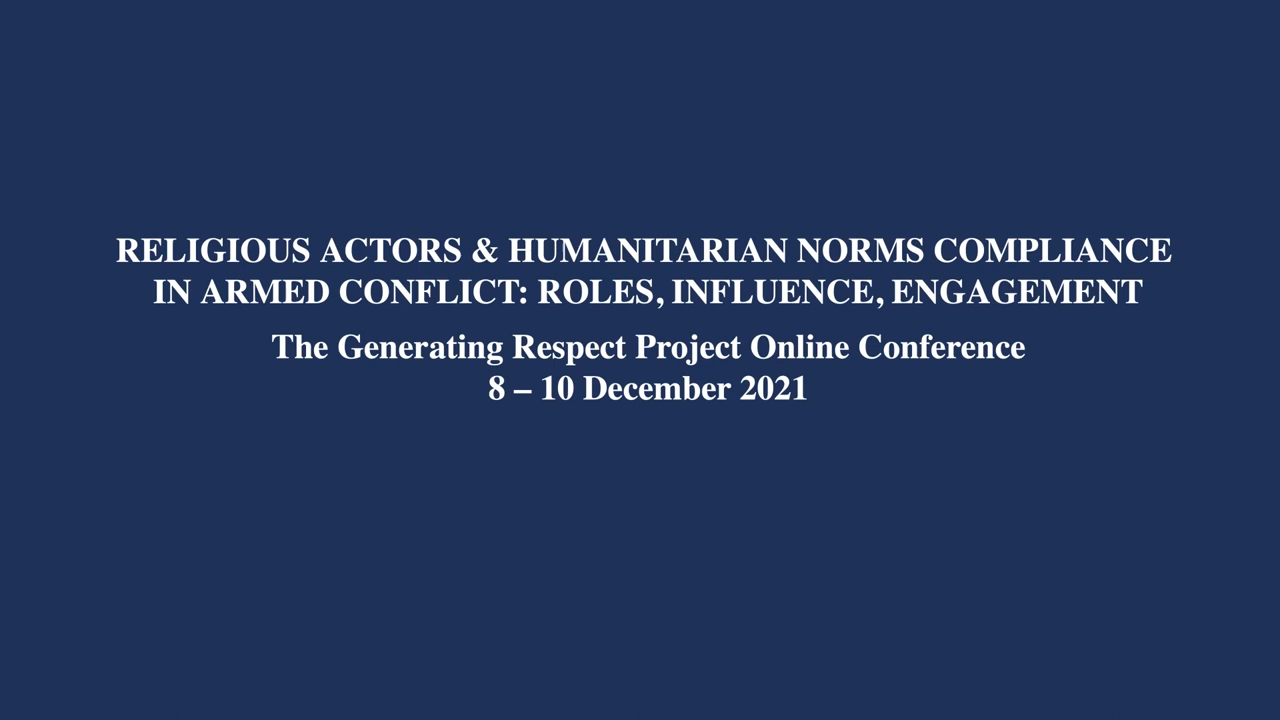 RELIGIOUS ACTORS & HUMANITARIAN NORMS COMPLIANCE
IN ARMED CONFLICT: ROLES, INFLUENCE, ENGAGEMENT
The Generating Respect Project Online Conference
8 – 10 December 2021